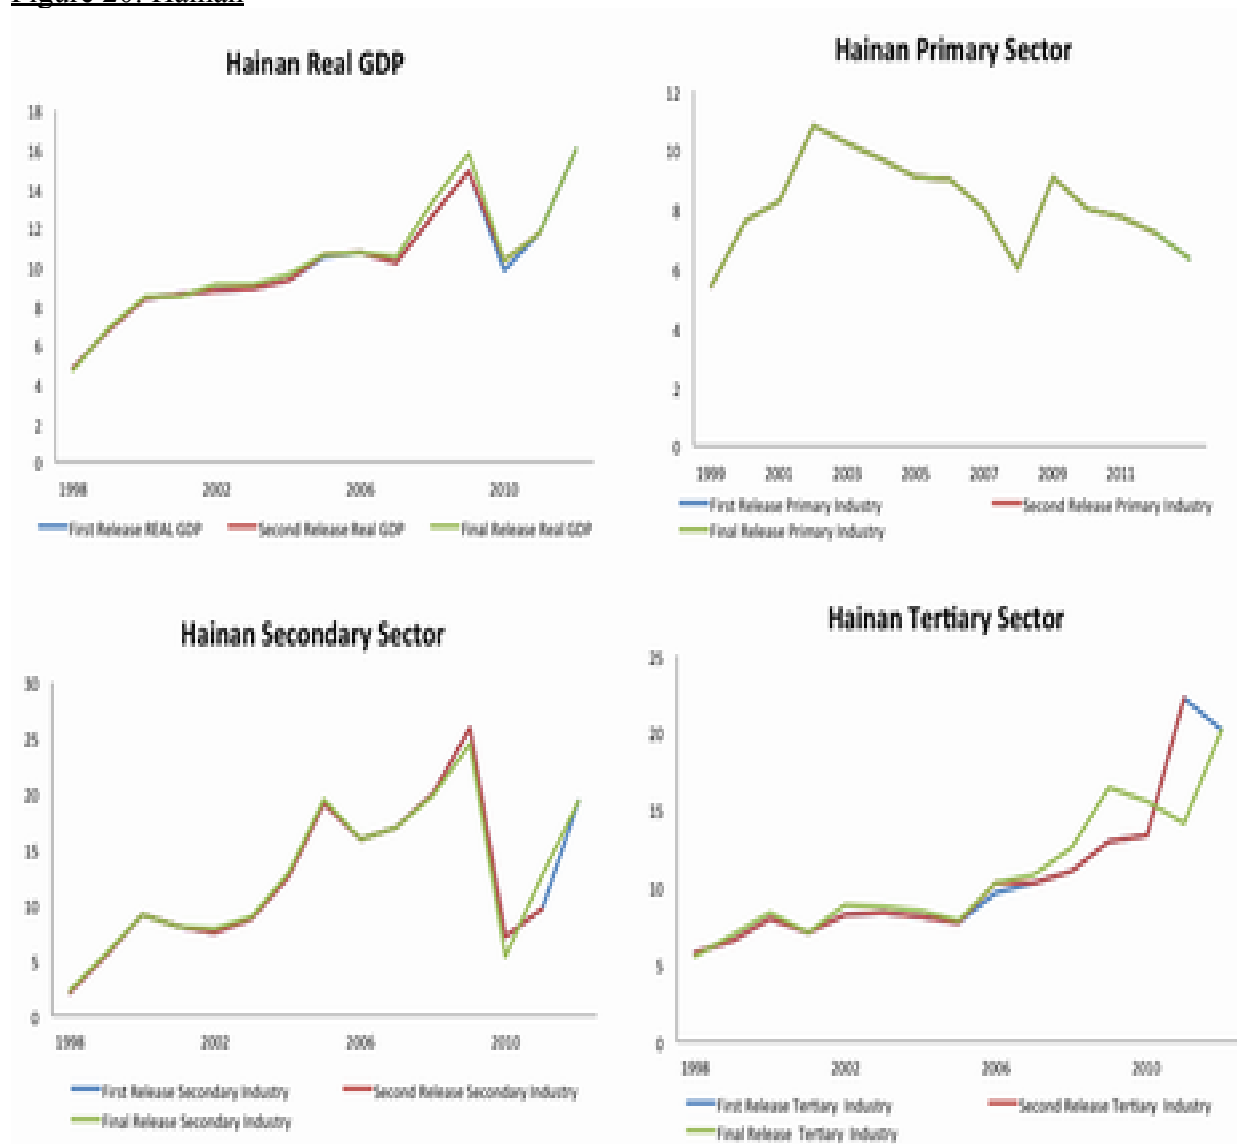 Figure 20: Hainan
Hainan Real GDP
18
16
14
12
10
8
6
4
2
0
1998 2002 2006 2010
First Release REAL GDP Second Release Real GDP Final Release Real GDP
Hainan Primary Sector
12
10
8
6
4
2
0
1999 2001 2003 2005 2007 2009 2011
First Release Primary Industry Second Release Primary Industry
Final Release Primary Industry
Hainan Secondary Sector
30
25
20
15
10
5
0
1998 2002 2006 2010
First Release Secondary Industry Second Release Secondary Industry
Final Release Secondary Industry
Hainan Tertiary Sector
25
20
15
10
5
0
1998 2002 2006 2010
First Release Tertiary Industry Second Release Tertiary Industry
Final Release Tertiary Industry